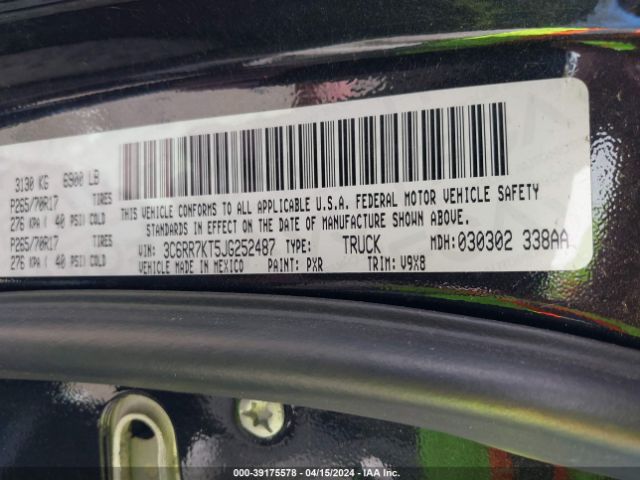 3130 KG 6900 LB
P265/70R17 TIRES
276 KPA ( 40 PSI) COLD
P265/70R17 TIRES
276 KPA ( 40 PSI) COLD
THIS VEHICLE CONFORMS TO ALL APPLICABLE U.S.A. FEDERAL MOTOR VEHICLE SAFETY
STANDARDS IN EFFECT ON THE DATE OF MANUFACTURE SHOWN ABOVE.
VIN: 3C6RR7KT5JG252487 TYPE: TRUCK MDH: 030302 338AA
VEHICLE MADE IN MEXICO PAINT: PXR TRIM: V9X8
000-39175578 - 04/15/2024 - IAA Inc.